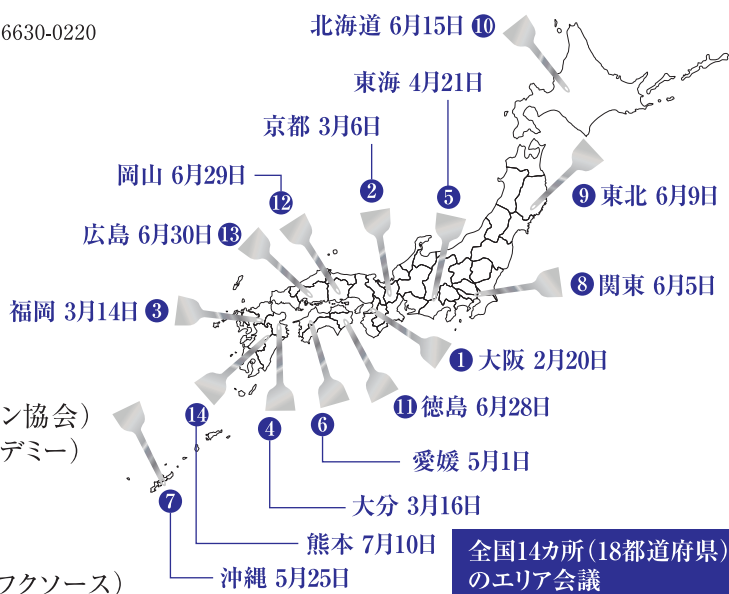 6630-0220
北海道 6月15日 ⑩
東海 4月21日
京都 3月6日
岡山 6月29日
②
⑤
⑫
⑨ 東北 6月9日
広島 6月30日 ⑬
⑧ 関東 6月5日
福岡 3月14日 ③
① 大阪 2月20日
⑪ 徳島 6月28日
ン協会）
⑭
④
⑥
デミー）
愛媛 5月1日
⑦
大分 3月16日
熊本 7月10日
沖縄 5月25日
フクソース）
全国14カ所（18都道府県）
のエリア会議